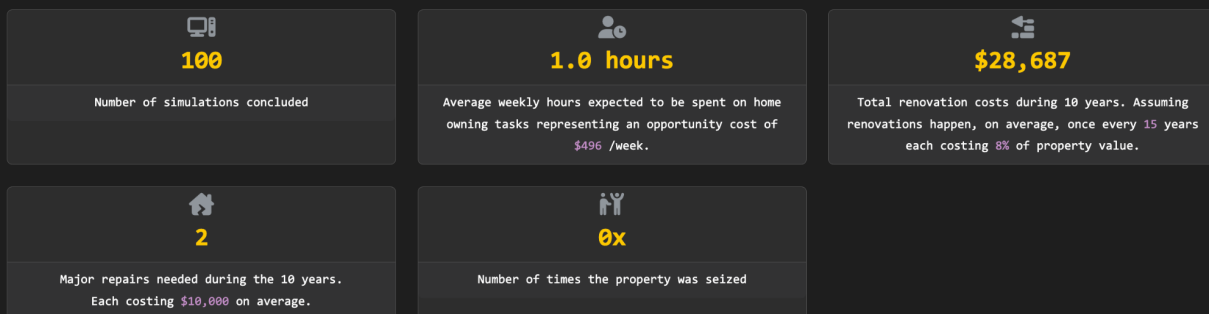 100
Number of simulations concluded
1.0 hours
Average weekly hours expected to be spent on home
owning tasks representing an opportunity cost of
$496 /week.
$28,687
Total renovation costs during 10 years. Assuming
renovations happen, on average, once every 15 years
each costing 8% of property value.
2
Major repairs needed during the 10 years.
Each costing $10,000 on average.
0x
Number of times the property was seized